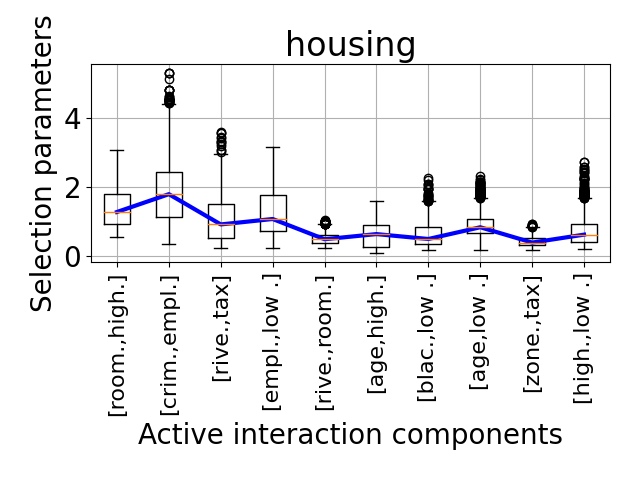 housing
Selection parameters
4
2
0
[room.,high.]
[crim.,empl.]
[rive.,tax]
[empl.,low .]
[rive.,room.]
[age,high.]
[blac.,low .]
[age,low .]
[zone.,tax]
[high.,low .]
Active interaction components